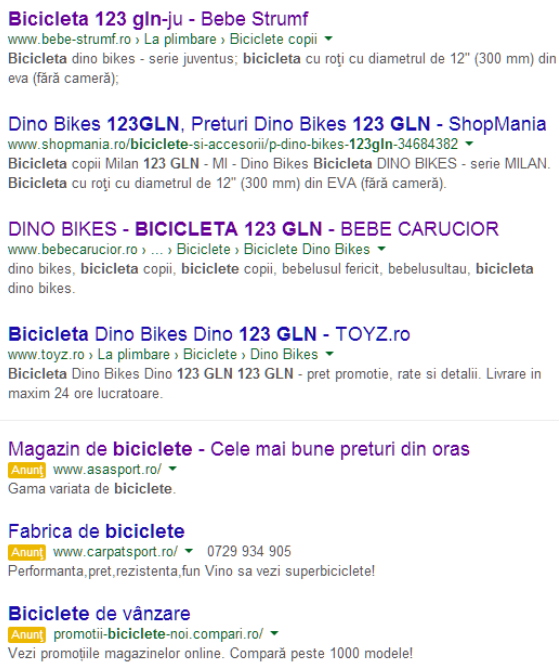 Bicicleta 123 gln-ju - Bebe Strumf
www.bebe-strumf.ro › La plimbare › Biciclete copii
Bicicleta dino bikes - serie juventus; bicicleta cu roţi cu diametrul de 12" (300 mm) din
eva (fără cameră);
Dino Bikes 123GLN, Preturi Dino Bikes 123 GLN - ShopMania
www.shopmania.ro/biciclete-si-accesorii/p-dino-bikes-123gln-34684382
Bicicleta copii Milan 123 GLN - MI - Dino Bikes Bicicleta DINO BIKES - serie MILAN.
Bicicleta cu roţi cu diametrul de 12" (300 mm) din EVA (fără cameră).
DINO BIKES - BICICLETA 123 GLN - BEBE CARUCIOR
www.bebecarucior.ro › ... › Biciclete › Biciclete Dino Bikes
dino bikes, bicicleta copii, biciclete copii, bebelusul fericit, bebelusultau, bicicleta
dino bikes.
Bicicleta Dino Bikes Dino 123 GLN - TOYZ.ro
www.toyz.ro › La plimbare › Biciclete › Dino Bikes
Bicicleta Dino Bikes Dino 123 GLN 123 GLN - pret promotie, rate si detalii. Livrare in
maxim 24 ore lucratoare.
Magazin de biciclete - Cele mai bune preturi din oras
Anunţ www.asasport.ro/
Gama variata de biciclete.
Fabrica de biciclete
Anunţ www.carpatsport.ro/ 0729 934 905
Performanta,pret,rezistenta,fun Vino sa vezi superbiciclete!
Biciclete de vânzare
Anunţ promotii-biciclete-noi.compari.ro/
Vezi promoţiile magazinelor online. Compară peste 1000 modele!